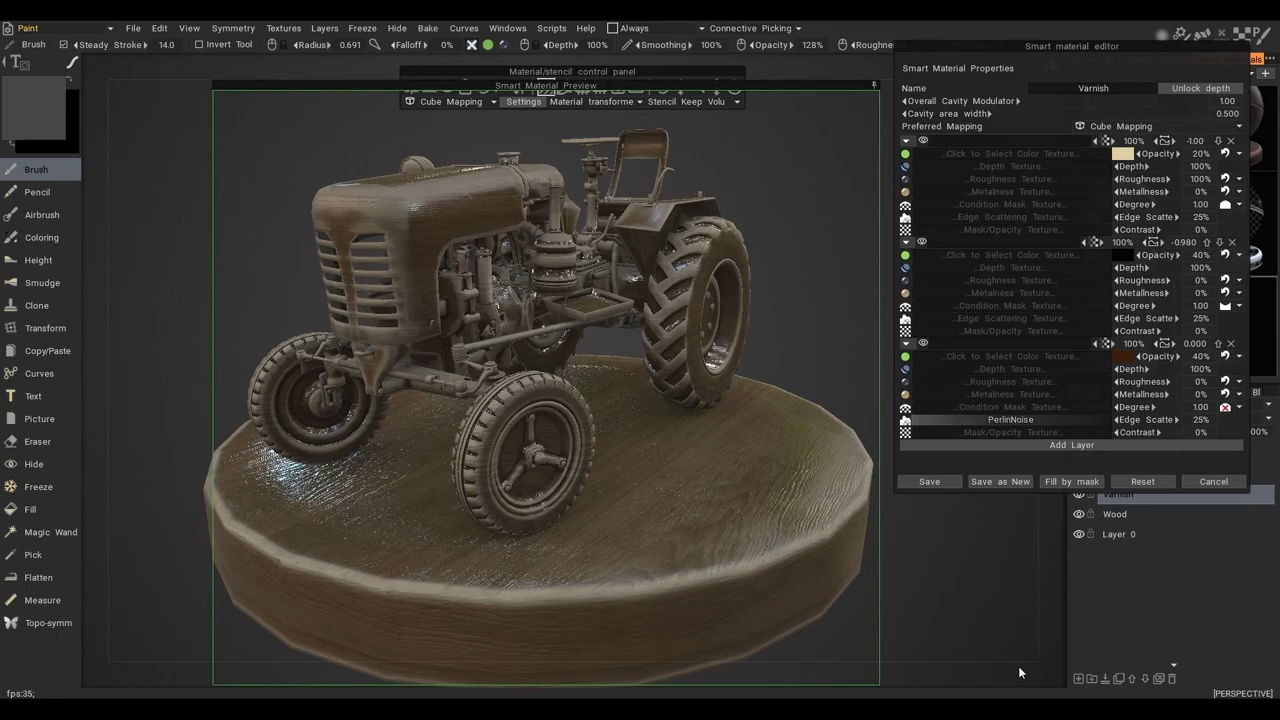 Paint File Edit View Symmetry Textures Layers Freeze Hide Bake Curves Windows Scripts Help Always Connective Picking
Brush Steady Stroke 14.0 Invert Tool Radius 0.691 Falloff 0% Depth 100% Smoothing 100% Opacity 128% Roughne
Smart material editor
Material/stencil control panel
Smart Material Preview
Cube Mapping Settings Material transforme Stencil Keep Volu
Smart Material Properties
Name Varnish Unlock depth
Overall Cavity Modulator 1.00
Cavity area width 0.500
Preferred Mapping Cube Mapping
100% -1.00
...Click to Select Color Texture... Opacity 20%
...Depth Texture... Depth 100%
...Roughness Texture... Roughness 100%
...Metalness Texture... Metallness 0%
...Condition Mask Texture... Degree 1.00
...Edge Scattering Texture... Edge Scatte 25%
...Mask/Opacity Texture... Contrast 0%
100% -0.980
...Click to Select Color Texture... Opacity 40%
...Depth Texture... Depth 100%
...Roughness Texture... Roughness 0%
...Metalness Texture... Metallness 0%
...Condition Mask Texture... Degree 1.00
...Edge Scattering Texture... Edge Scatte 25%
...Mask/Opacity Texture... Contrast 0%
100% 0.000
...Click to Select Color Texture... Opacity 40%
...Depth Texture... Depth 100%
...Roughness Texture... Roughness 0%
...Metalness Texture... Metallness 0%
...Condition Mask Texture... Degree 1.00
PerlinNoise Edge Scatte 25%
...Mask/Opacity Texture... Contrast 0%
Add Layer
Save Save as New Fill by mask Reset Cancel
Varnish
Wood
Layer 0
Brush
Pencil
Airbrush
Coloring
Height
Smudge
Clone
Transform
Copy/Paste
Curves
Text
Picture
Eraser
Hide
Freeze
Fill
Magic Wand
Pick
Flatten
Measure
Topo-symm
fps:35;
[PERSPECTIVE]